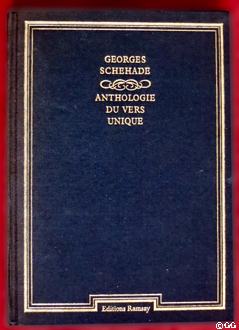 GEORGES
SCHEHADE
ANTHOLOGIE
DU VERS
UNIQUE
Editions Ramsay
©GG